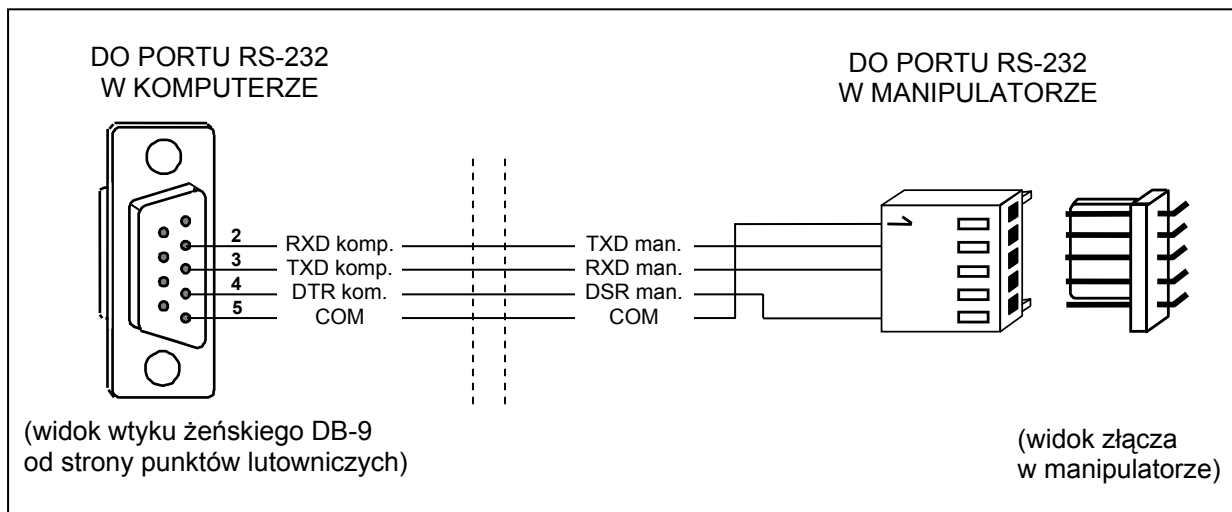 DO PORTU RS-232
W KOMPUTERZE
DO PORTU RS-232
W MANIPULATORZE
2 RXD komp. TXD man.
3 TXD komp. RXD man.
4 DTR kom. DSR man.
5 COM COM
(widok wtyku żeńskiego DB-9
od strony punktów lutowniczych)
(widok złącza
w manipulatorze)